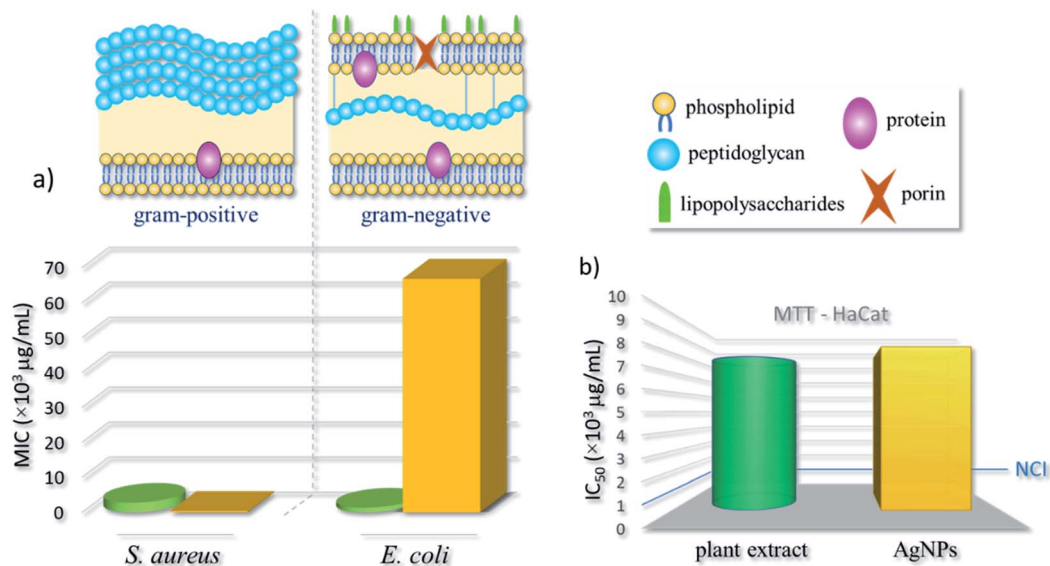 a)
gram-positive
gram-negative
phospholipid
peptidoglycan
lipopolysaccharides
protein
porin
MIC (×10³ µg/mL)
70
60
50
40
30
20
10
0
S. aureus
E. coli
b)
MTT - HaCat
IC₅₀ (×10³ µg/mL)
10
9
8
7
6
5
4
3
2
1
0
NCI
plant extract
AgNPs